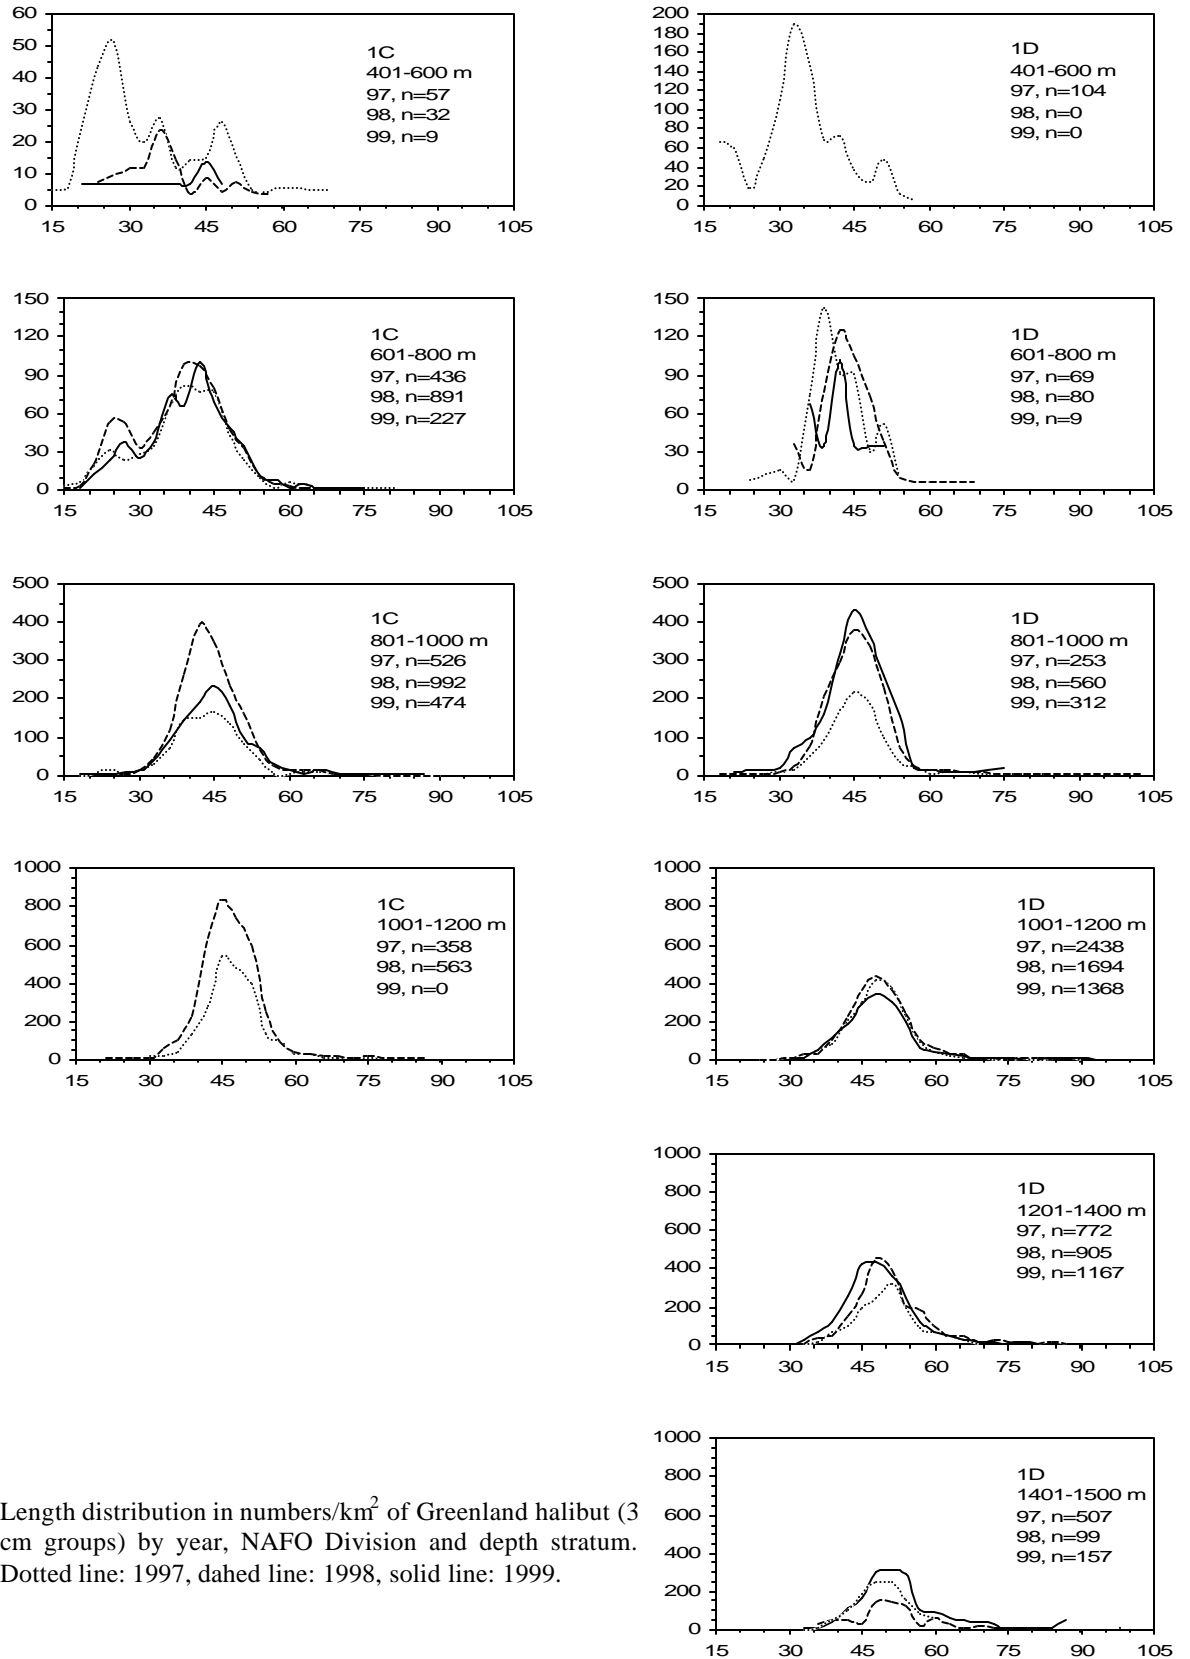 60
50
40
30
20
10
0
15 30 45 60 75 90 105
1C
401-600 m
97, n=57
98, n=32
99, n=9
200
190
180
170
160
140
120
100
80
60
40
20
0
15 30 45 60 75 90 105
1D
401-600 m
97, n=104
98, n=0
99, n=0
150
120
90
60
30
0
15 30 45 60 75 90 105
1C
601-800 m
97, n=436
98, n=891
99, n=227
150
120
90
60
30
0
15 30 45 60 75 90 105
1D
601-800 m
97, n=69
98, n=80
99, n=9
500
400
300
200
100
0
15 30 45 60 75 90 105
1C
801-1000 m
97, n=526
98, n=992
99, n=474
500
400
300
200
100
0
15 30 45 60 75 90 105
1D
801-1000 m
97, n=253
98, n=560
99, n=312
1000
800
600
400
200
0
15 30 45 60 75 90 105
1C
1001-1200 m
97, n=358
98, n=563
99, n=0
1000
800
600
400
200
0
15 30 45 60 75 90 105
1D
1001-1200 m
97, n=2438
98, n=1694
99, n=1368
1000
800
600
400
200
0
15 30 45 60 75 90 105
1D
1201-1400 m
97, n=772
98, n=905
99, n=1167
1000
800
600
400
200
0
15 30 45 60 75 90 105
1D
1401-1500 m
97, n=507
98, n=99
99, n=157
Length distribution in numbers/km² of Greenland halibut (3
cm groups) by year, NAFO Division and depth stratum.
Dotted line: 1997, dahed line: 1998, solid line: 1999.